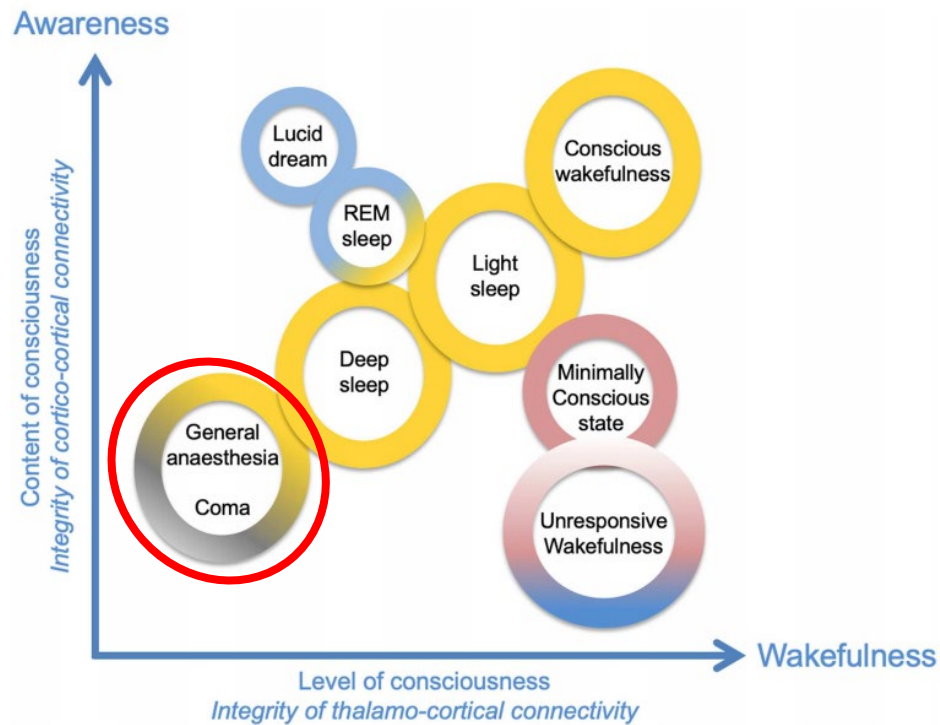 Awareness
Content of consciousness
Integrity of cortico-cortical connectivity
Lucid
dream
REM
sleep
Conscious
wakefulness
Light
sleep
Deep
sleep
Minimally
Conscious
state
General
anaesthesia
Coma
Unresponsive
Wakefulness
Wakefulness
Level of consciousness
Integrity of thalamo-cortical connectivity